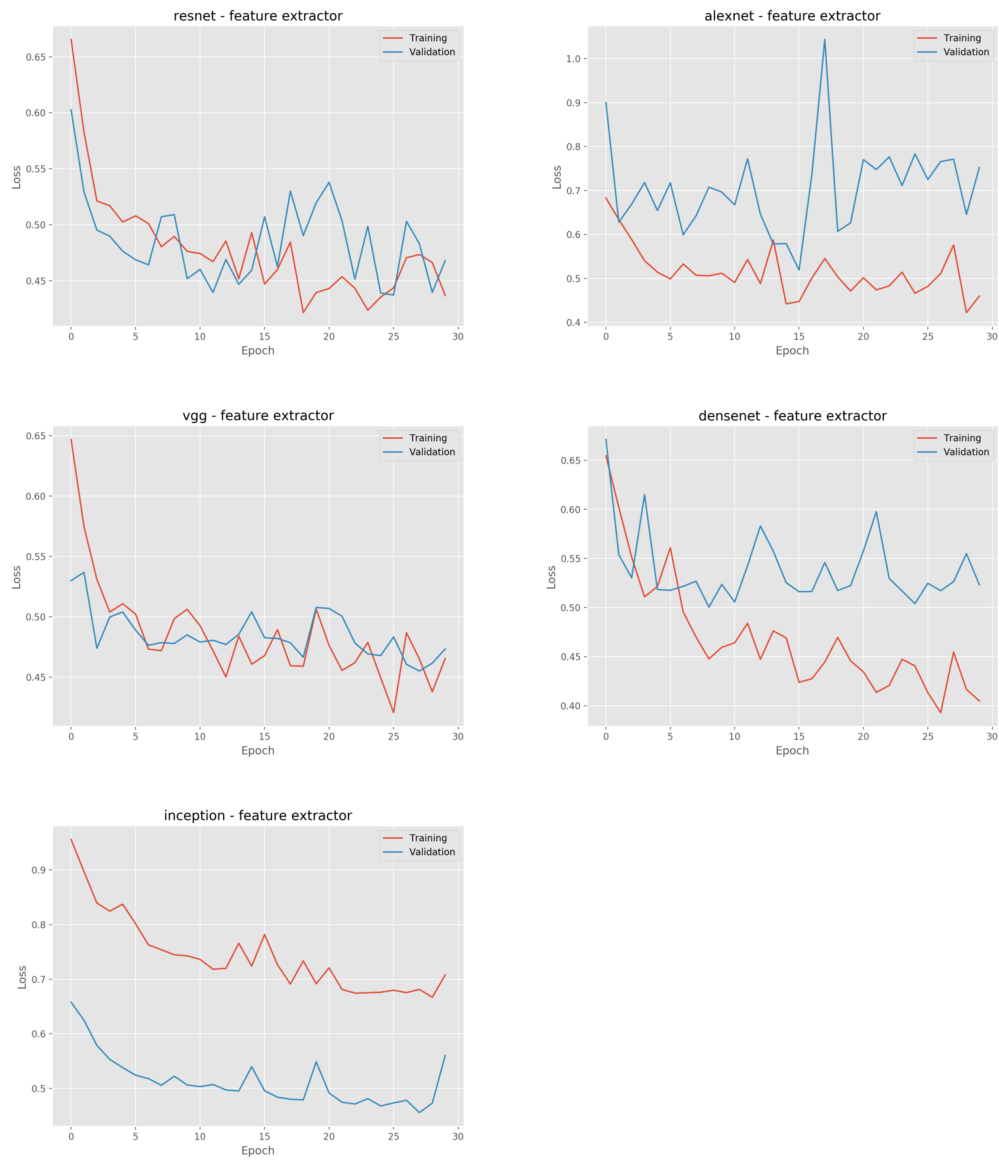 resnet - feature extractor
Training
Validation
0.65
0.60
0.55
0.50
0.45
Loss
0 5 10 15 20 25 30
Epoch
alexnet - feature extractor
Training
Validation
1.0
0.9
0.8
0.7
0.6
0.5
0.4
Loss
0 5 10 15 20 25 30
Epoch
vgg - feature extractor
Training
Validation
0.65
0.60
0.55
0.50
0.45
Loss
0 5 10 15 20 25 30
Epoch
densenet - feature extractor
Training
Validation
0.65
0.60
0.55
0.50
0.45
0.40
Loss
0 5 10 15 20 25 30
Epoch
inception - feature extractor
Training
Validation
0.9
0.8
0.7
0.6
0.5
Loss
0 5 10 15 20 25 30
Epoch